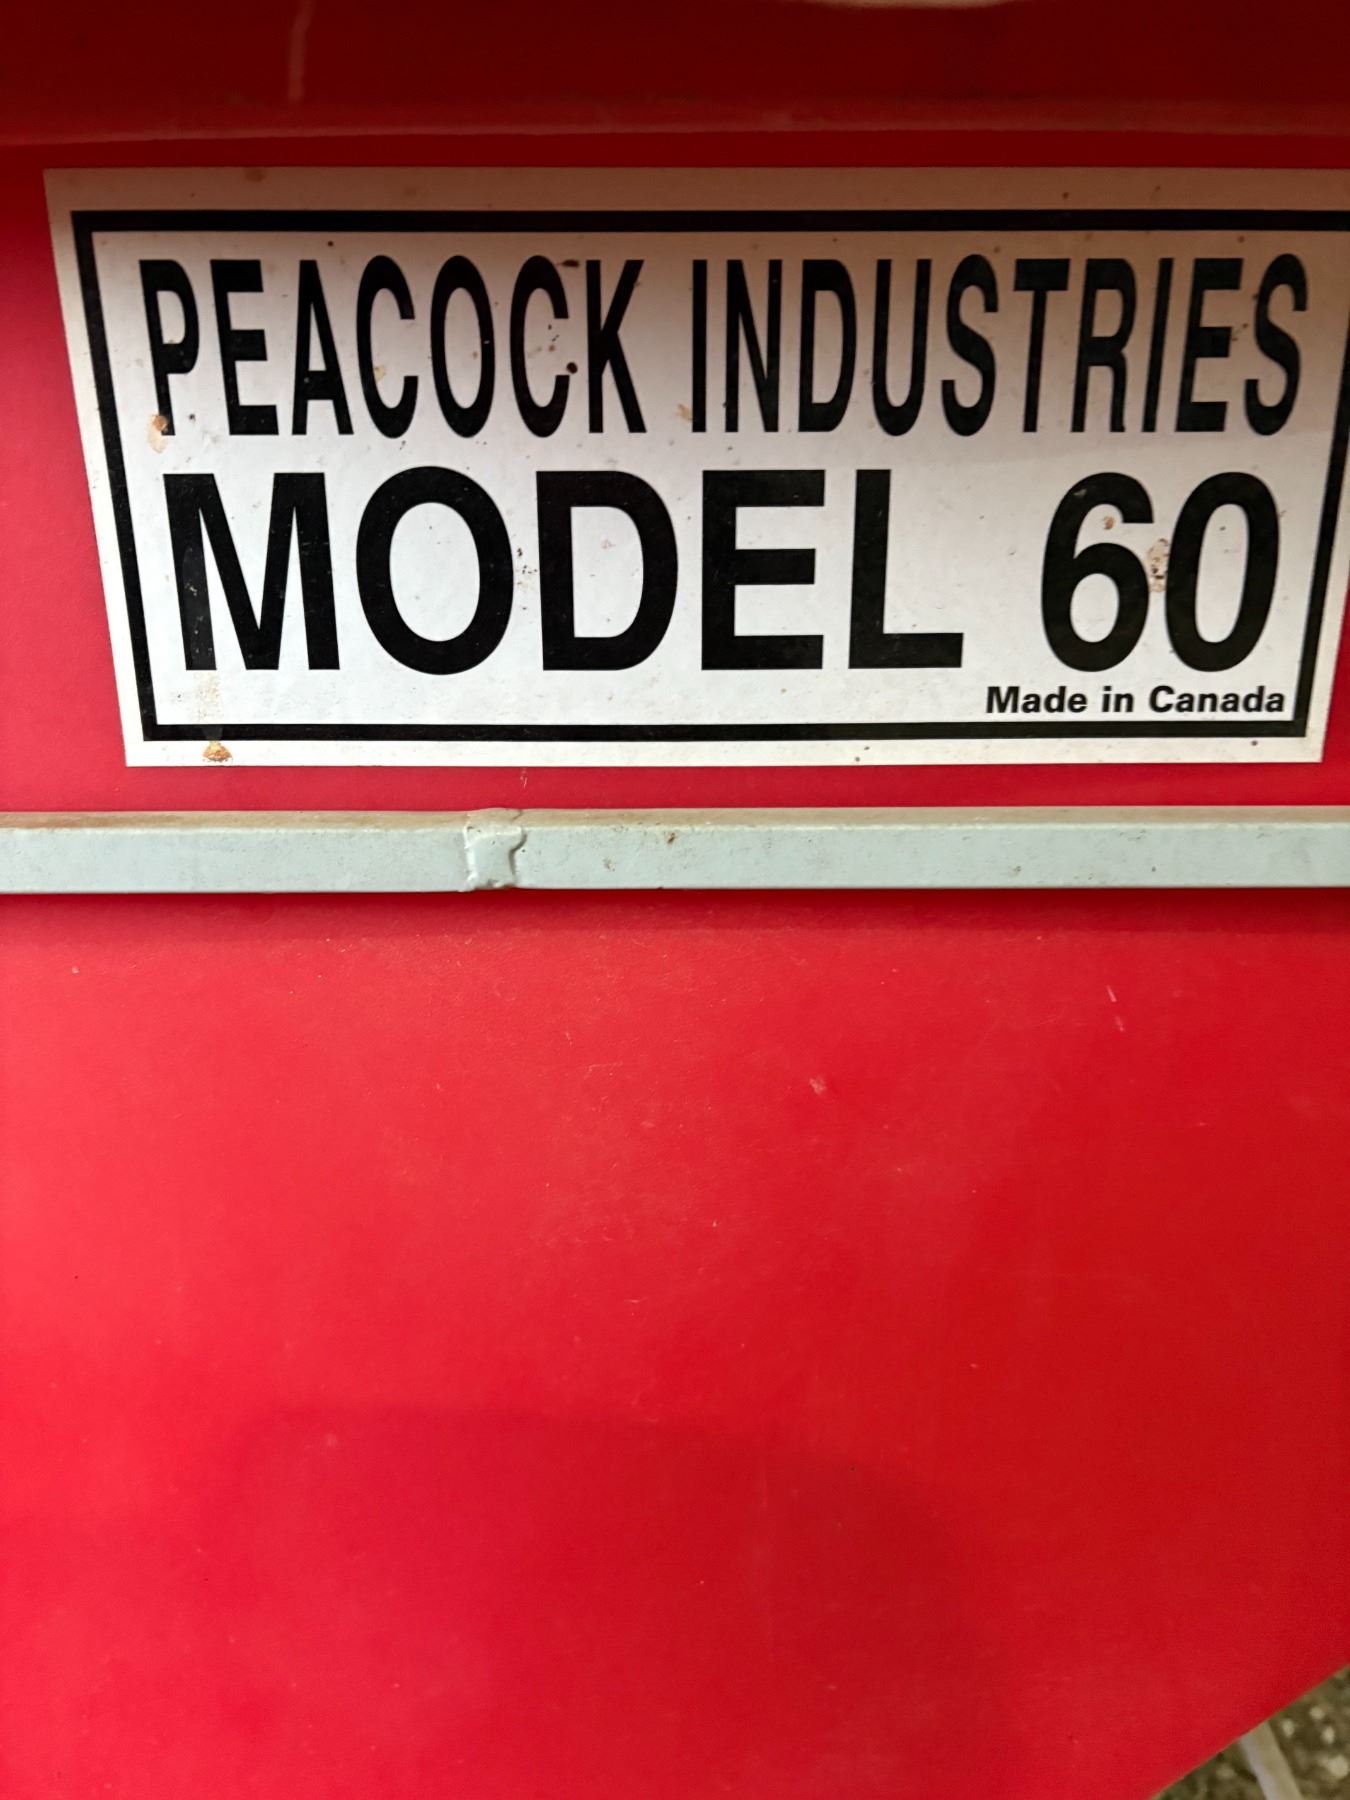 PEACOCK INDUSTRIES
MODEL 60
Made in Canada